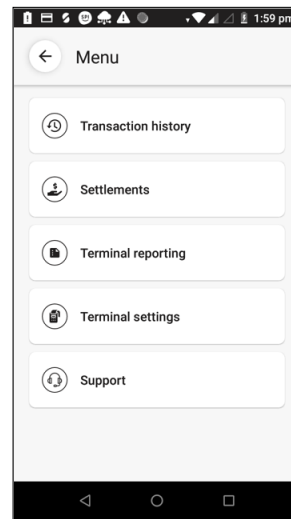 1:59 pm
Menu
Transaction history
Settlements
Terminal reporting
Terminal settings
Support